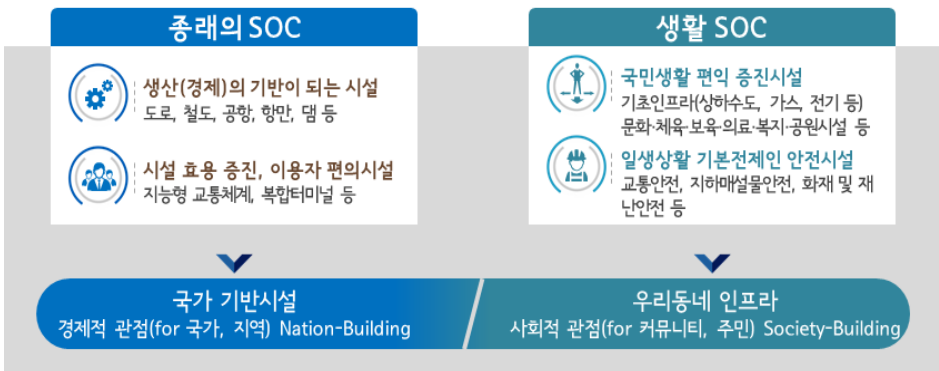 종래의 SOC
생산(경제)의 기반이 되는 시설
도로, 철도, 공항, 항만, 댐 등
시설 효용 증진, 이용자 편의시설
지능형 교통체계, 복합터미널 등
생활 SOC
국민생활 편익 증진시설
기초인프라(상하수도, 가스, 전기 등)
문화·체육·보육·의료·복지·공원시설 등
일생상활 기본전제인 안전시설
교통안전, 지하매설물안전, 화재 및 재
난안전 등
국가 기반시설
경제적 관점(for 국가, 지역) Nation-Building
우리동네 인프라
사회적 관점(for 커뮤니티, 주민) Society-Building